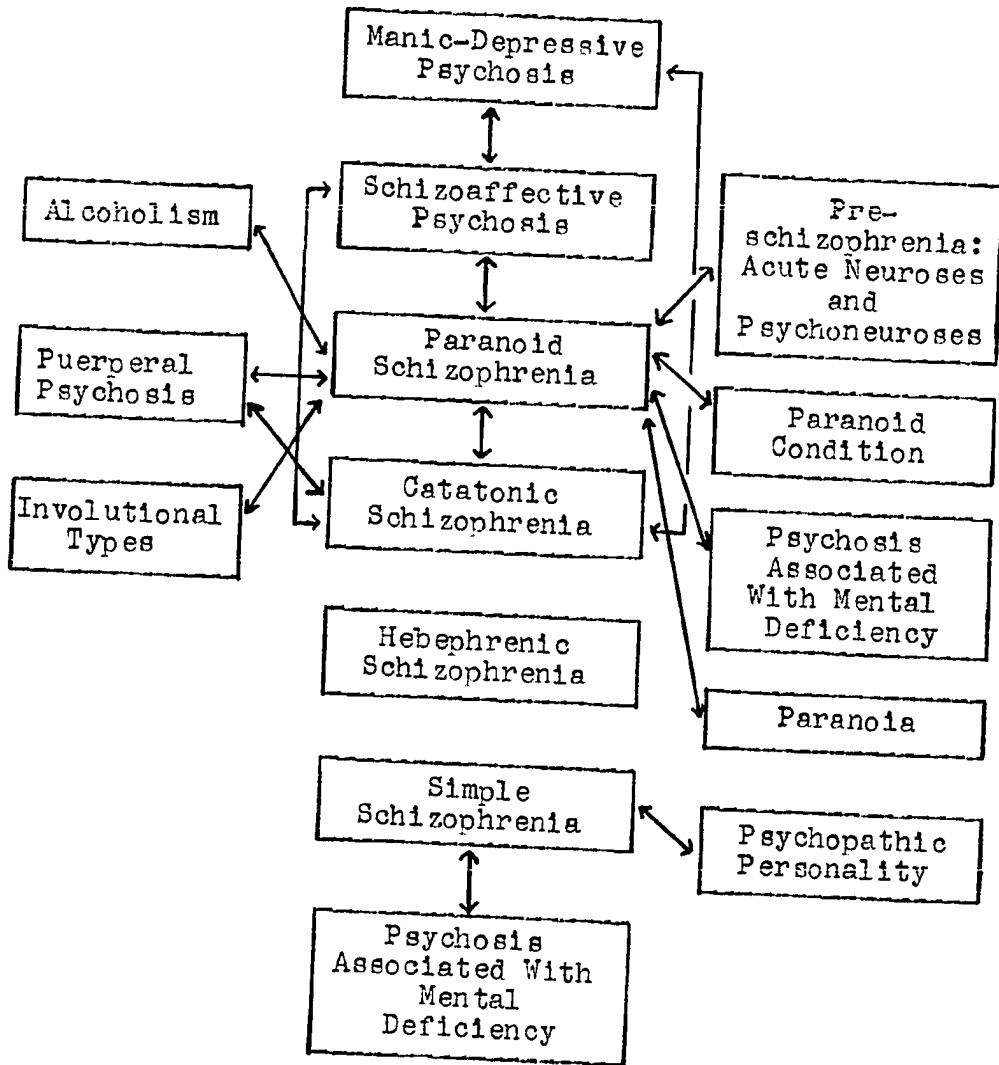 Manic-Depressive
Psychosis
Schizoaffective
Psychosis
Alcoholism
Pre-
schizophrenia:
Acute Neuroses
and
Psychoneuroses
Paranoid
Schizophrenia
Puerperal
Psychosis
Paranoid
Condition
Catatonic
Schizophrenia
Involutional
Types
Psychosis
Associated
With Mental
Deficiency
Hebephrenic
Schizophrenia
Paranoia
Simple
Schizophrenia
Psychopathic
Personality
Psychosis
Associated With
Mental
Deficiency